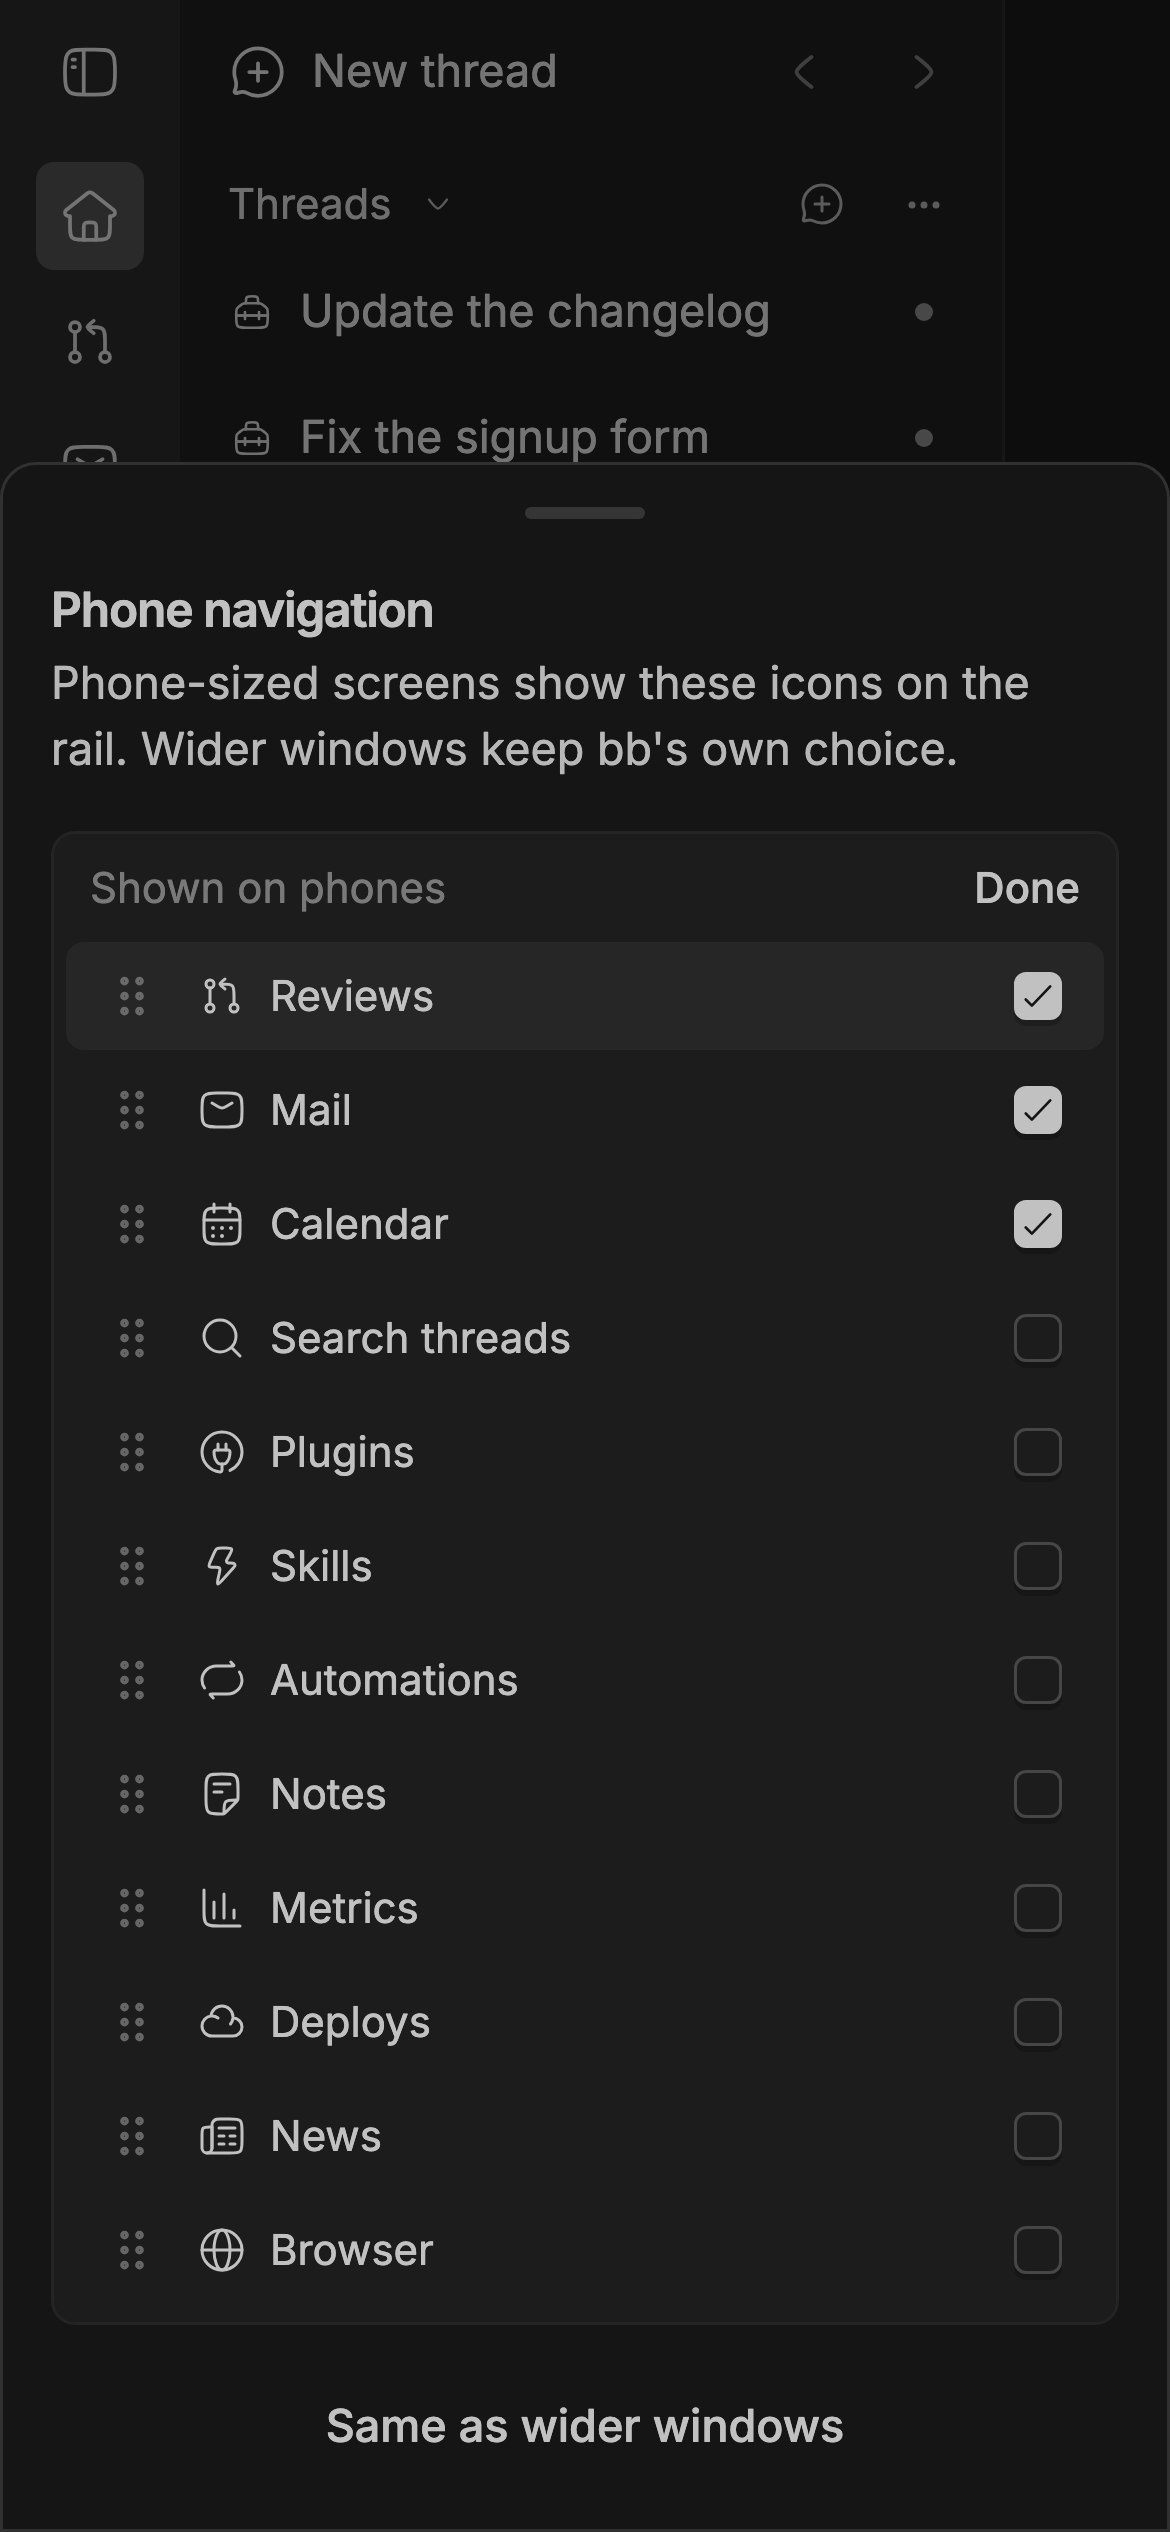 New thread
Threads
Update the changelog
Fix the signup form
Phone navigation
Phone-sized screens show these icons on the
rail. Wider windows keep bb's own choice.
Shown on phones
Done
Reviews
Mail
Calendar
Search threads
Plugins
Skills
Automations
Notes
Metrics
Deploys
News
Browser
Same as wider windows